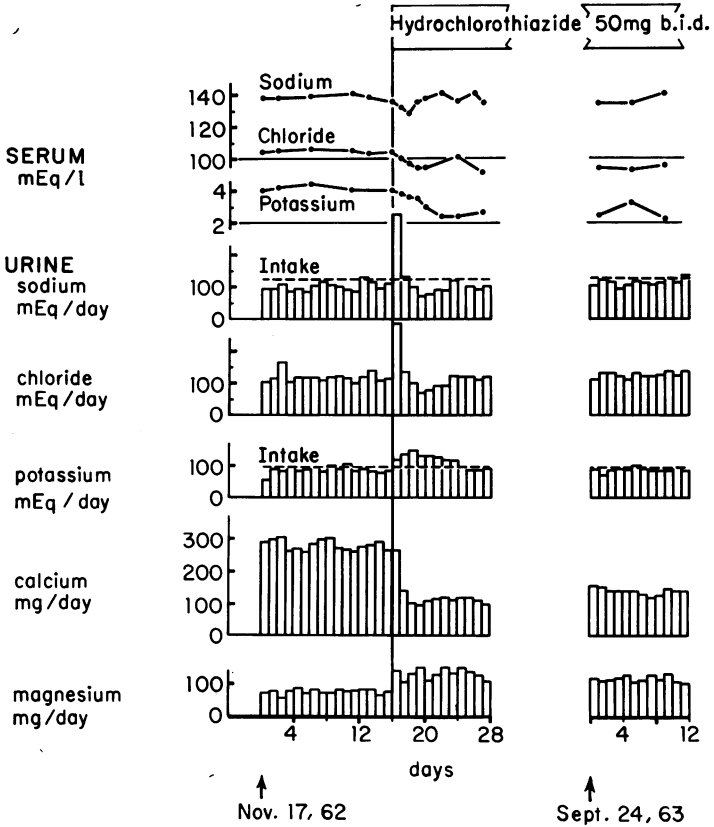 Hydrochlorothiazide 50mg b.i.d.
SERUM
mEq/l
Sodium
140
120
Chloride
100
4
Potassium
2
URINE
sodium
mEq/day
Intake
100
0
chloride
mEq/day
100
0
potassium
mEq / day
Intake
100
0
calcium
mg/day
300
200
100
0
magnesium
mg/day
100
0
4 12 20 28 4 12
days
Nov. 17, 62 Sept. 24, 63